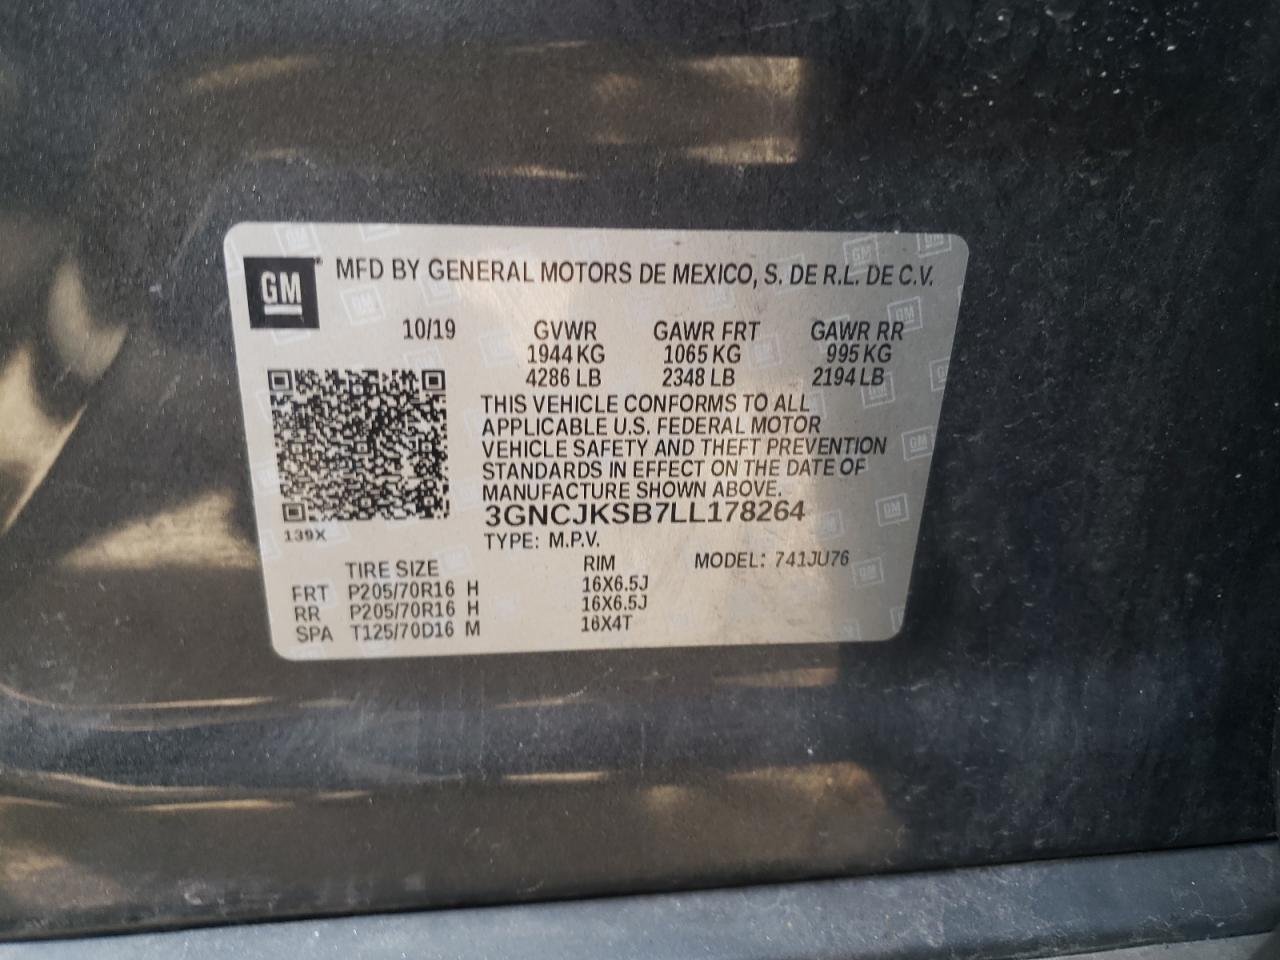 GM MFD BY GENERAL MOTORS DE MEXICO, S. DE R.L. DE C.V.
10/19 GVWR GAWR FRT GAWR RR
1944 KG 1065 KG 995 KG
4286 LB 2348 LB 2194 LB
THIS VEHICLE CONFORMS TO ALL
APPLICABLE U.S. FEDERAL MOTOR
VEHICLE SAFETY AND THEFT PREVENTION
STANDARDS IN EFFECT ON THE DATE OF
MANUFACTURE SHOWN ABOVE.
3GNCJKSB7LL178264
139X
TYPE: M.P.V.
TIRE SIZE RIM MODEL: 741JU76
FRT P205/70R16 H 16X6.5J
RR P205/70R16 H 16X6.5J
SPA T125/70D16 M 16X4T